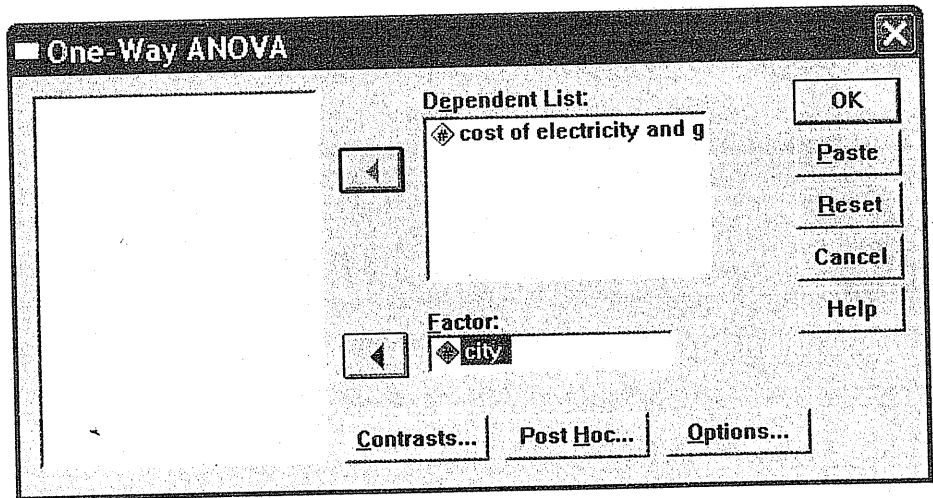 One-Way ANOVA
Dependent List:
cost of electricity and g
Factor:
city
OK
Paste
Reset
Cancel
Help
Contrasts...
Post Hoc...
Options...